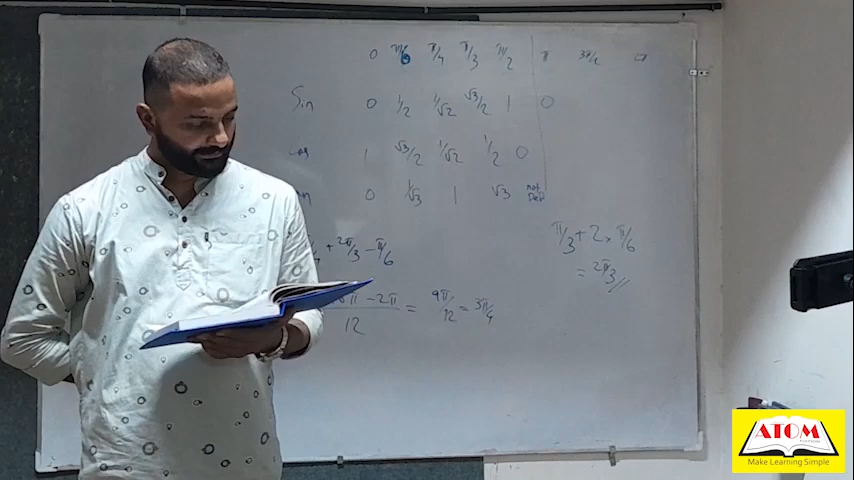 0 π/6 π/4 π/3 π/2 π 3π/2
Sin 0 1/2 1/√2 √3/2 1 0
1 √3/2 1/√2 1/2 0
0 1/√3 1 √3 not Def
+ 2π/3 - π/6
π - 2π / 12 = 9π/12 = 3π/4
π/3 + 2 × π/6
= 2π/3 //
ATOM
Make Learning Simple